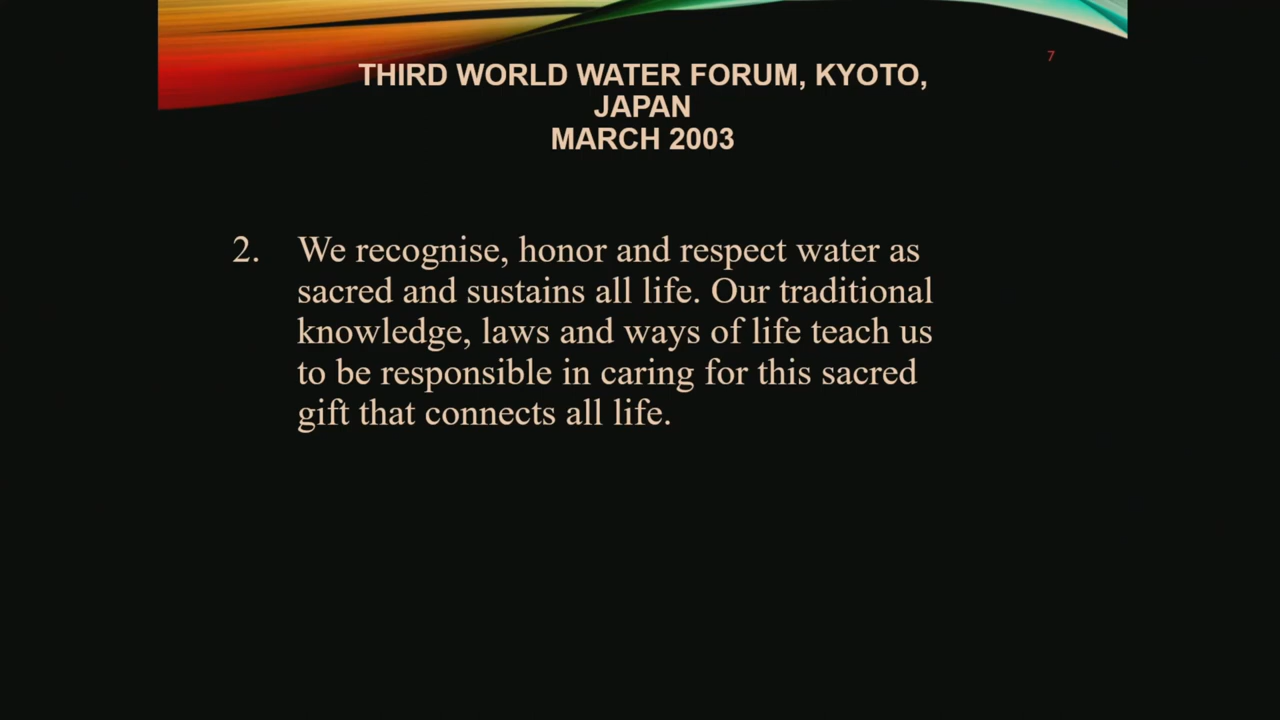 7
THIRD WORLD WATER FORUM, KYOTO,
JAPAN
MARCH 2003
2. We recognise, honor and respect water as
sacred and sustains all life. Our traditional
knowledge, laws and ways of life teach us
to be responsible in caring for this sacred
gift that connects all life.